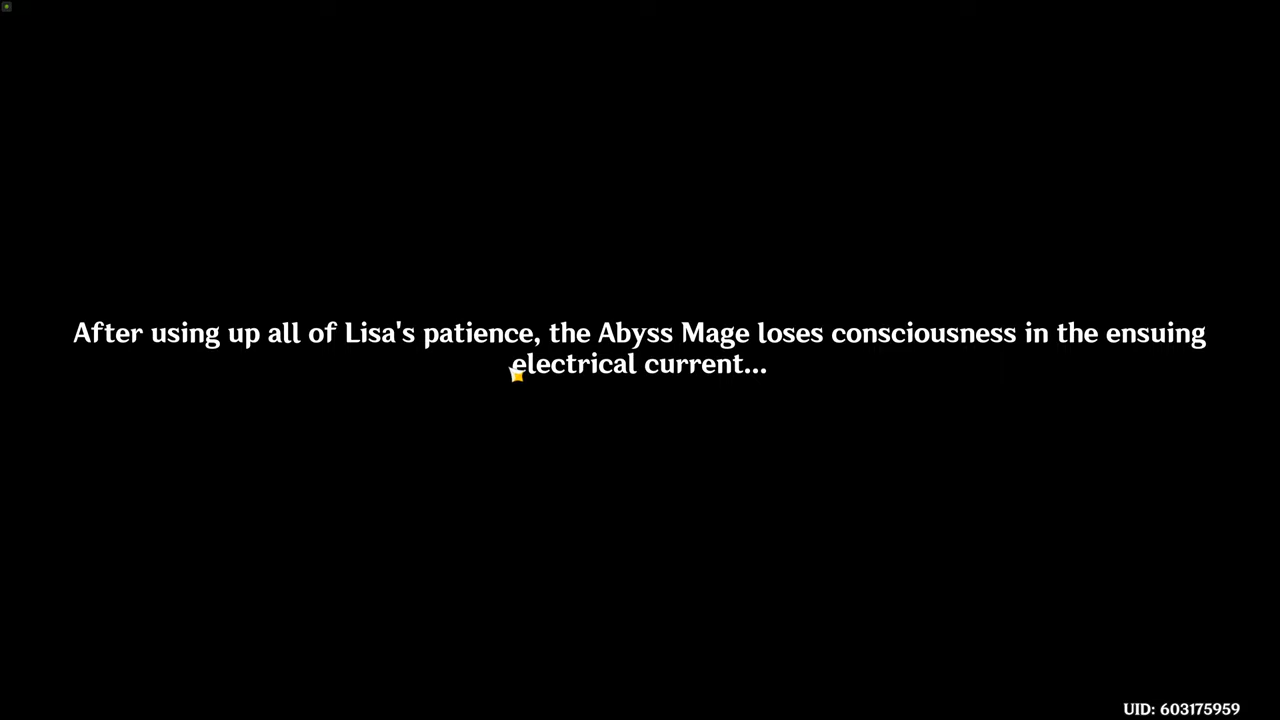 After using up all of Lisa's patience, the Abyss Mage loses consciousness in the ensuing
electrical current...
UID: 603175959